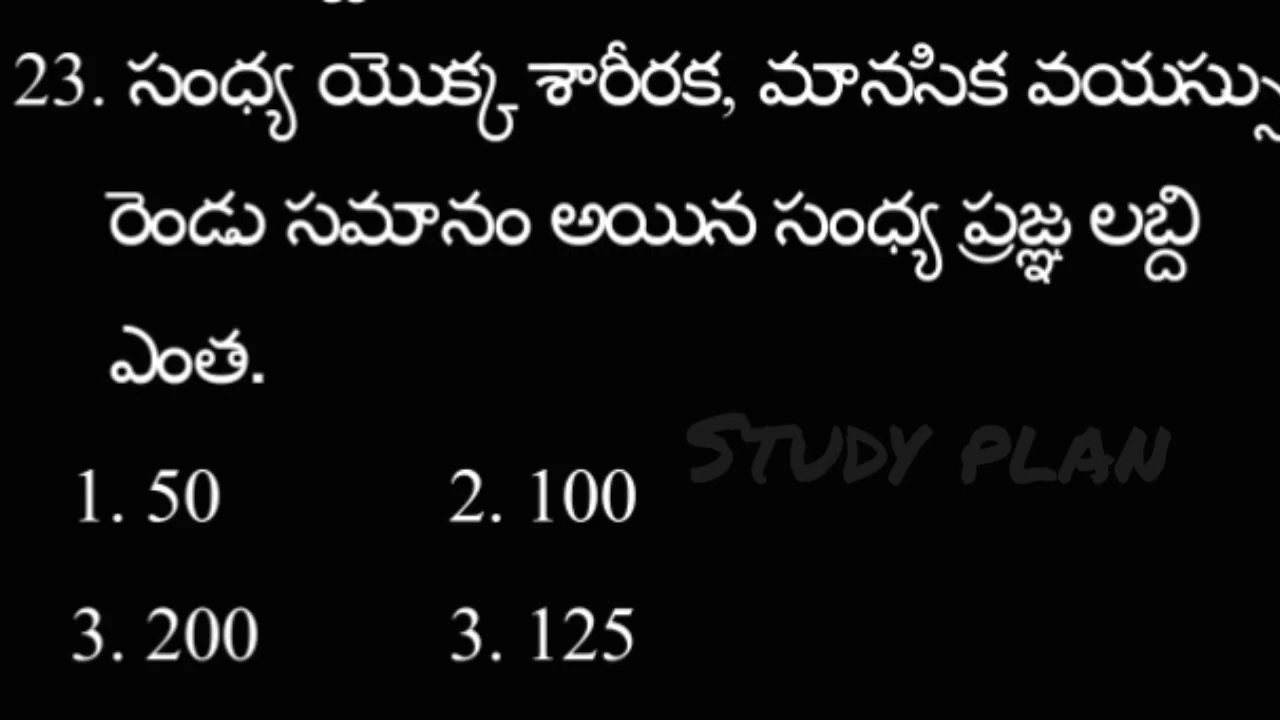 23. సంధ్య యొక్క శారీరక, మానసిక వయస్సు
రెండు సమానం అయిన సంధ్య ప్రజ్ఞ లబ్ది
ఎంత.
STUDY PLAN
1. 50 2. 100
3. 200 3. 125